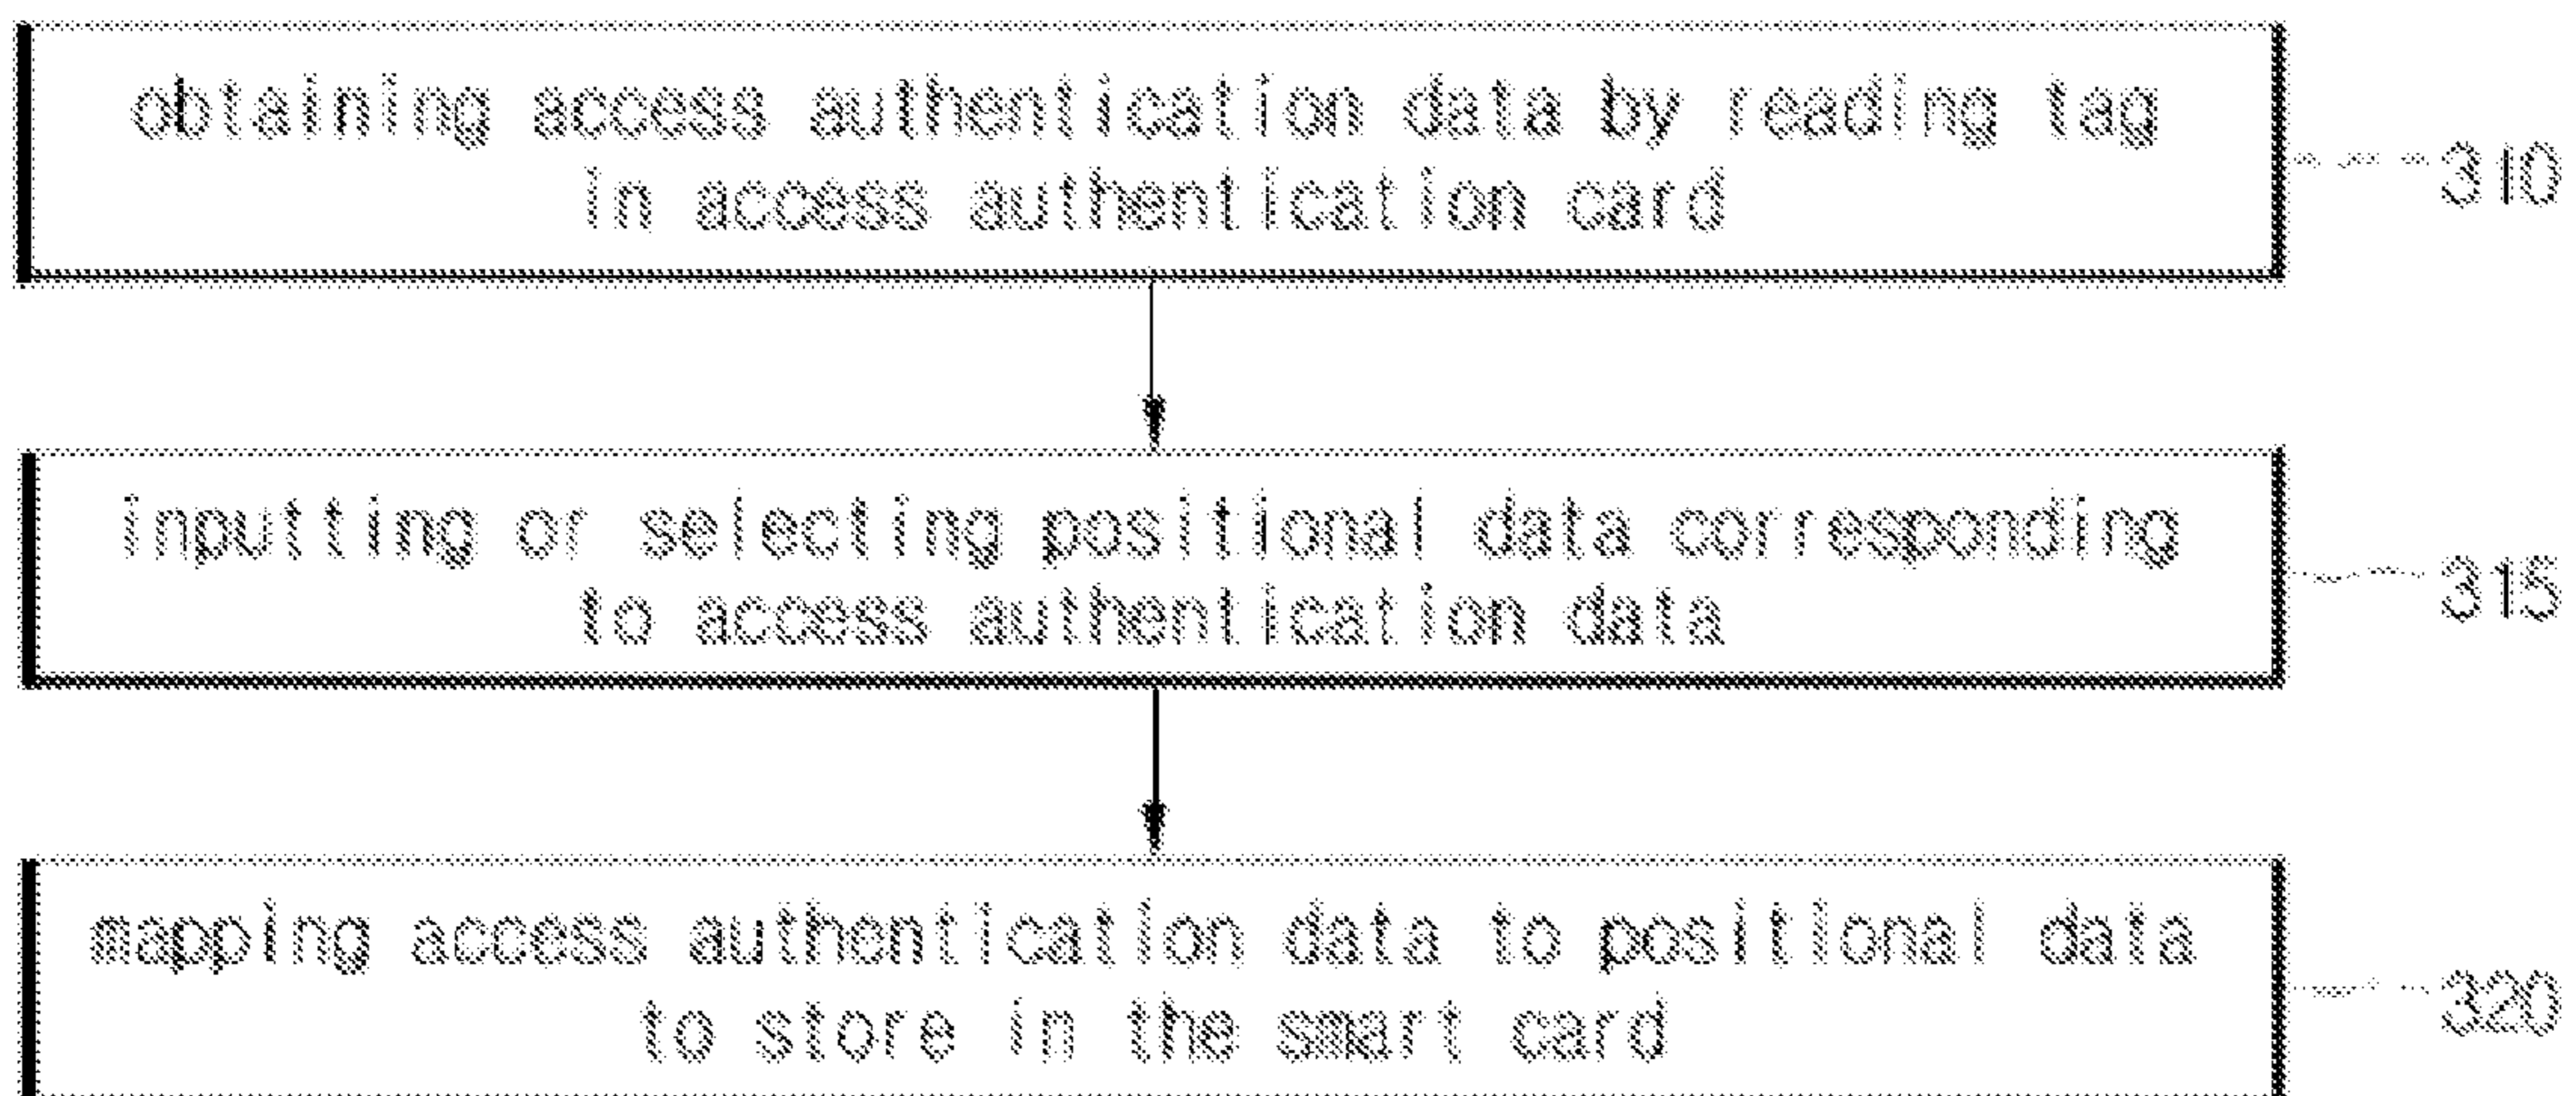 obtaining access authentication data by reading tag
in access authentication card
310
inputting or selecting positional data corresponding
to access authentication data
315
mapping access authentication data to positional data
to store in the smart card
320